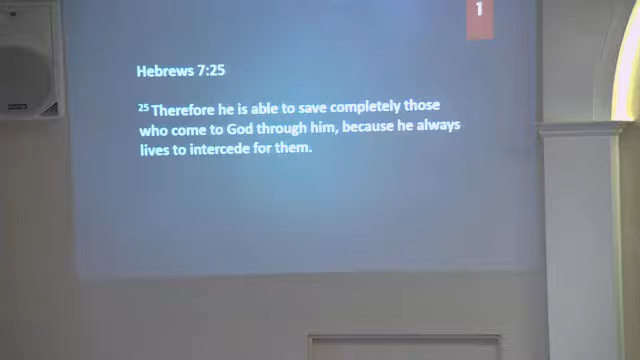 1
Hebrews 7:25
25 Therefore he is able to save completely those
who come to God through him, because he always
lives to intercede for them.